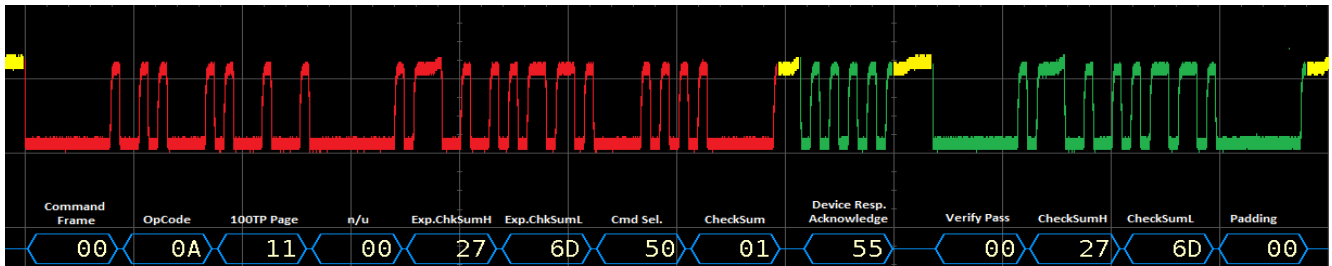 Command Frame OpCode 100TP Page n/u Exp.ChkSumH Exp.ChkSumL Cmd Sel. CheckSum Device Resp. Acknowledge Verify Pass CheckSumH CheckSumL Padding
00 0A 11 00 27 6D 50 01 55 00 27 6D 00